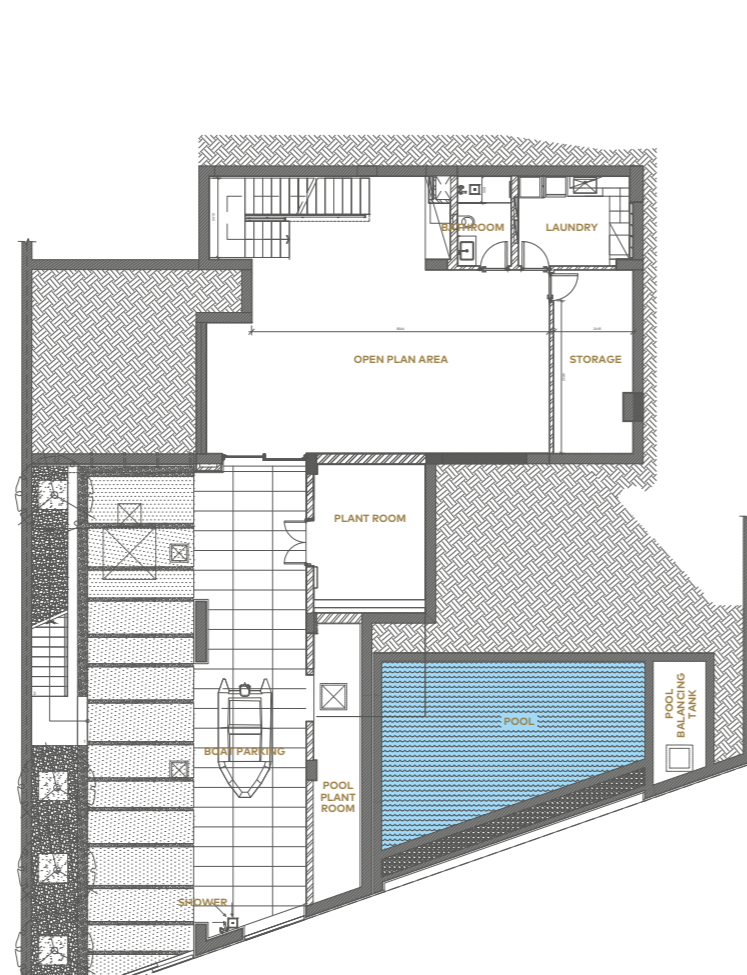 BATHROOM
LAUNDRY
OPEN PLAN AREA
STORAGE
PLANT ROOM
POOL
BALANCING
TANK
POOL
BOAT PARKING
POOL
PLANT
ROOM
SHOWER